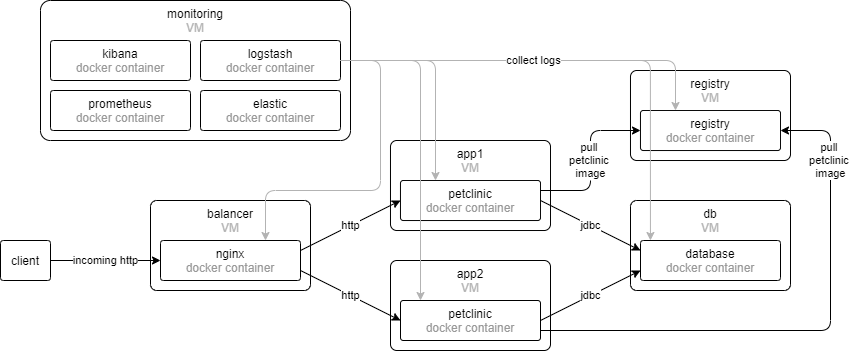 monitoring
VM
kibana
docker container
logstash
docker container
prometheus
docker container
elastic
docker container
collect logs
registry
VM
registry
docker container
pull
petclinic
image
pull
petclinic
image
app1
VM
petclinic
docker container
balancer
VM
nginx
docker container
http
jdbc
db
VM
database
docker container
client
incoming http
app2
VM
petclinic
docker container
http
jdbc